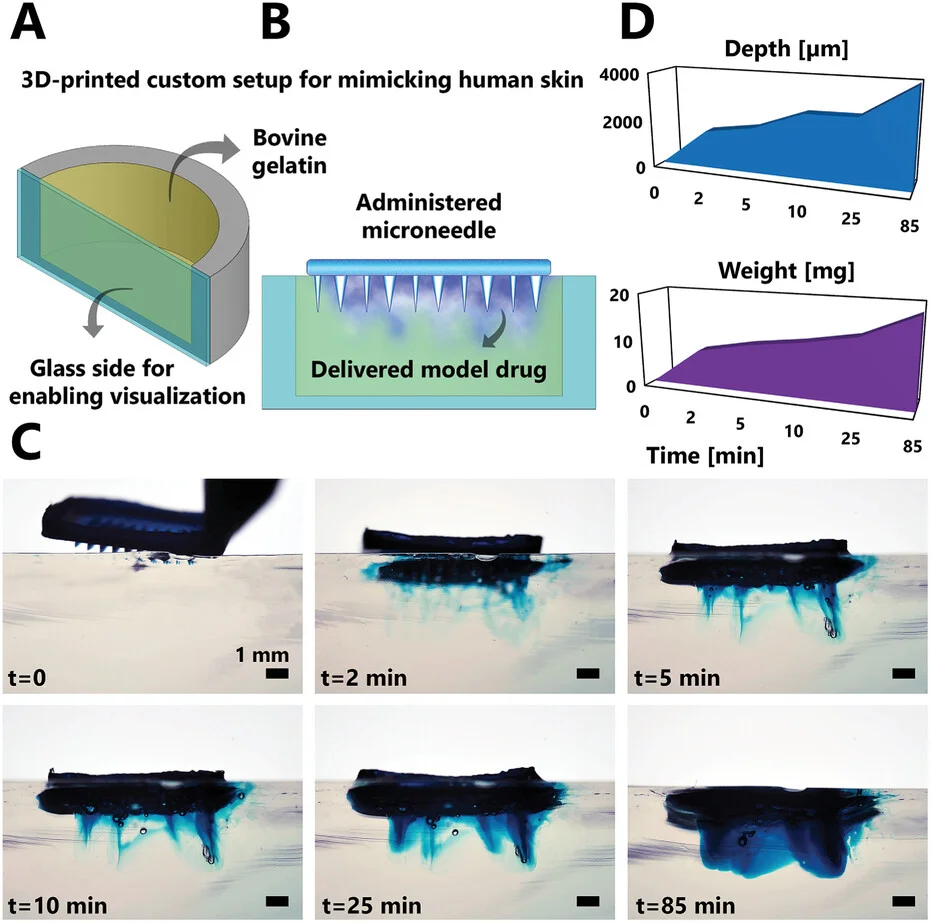 A
B
D
3D-printed custom setup for mimicking human skin
Bovine
gelatin
Glass side for
enabling visualization
Administered
microneedle
Delivered model drug
Depth [µm]
4000
2000
0
0
2
5
10
25
85
Weight [mg]
20
10
0
0
2
5
10
25
85
Time [min]
C
1 mm
t=0
t=2 min
t=5 min
t=10 min
t=25 min
t=85 min